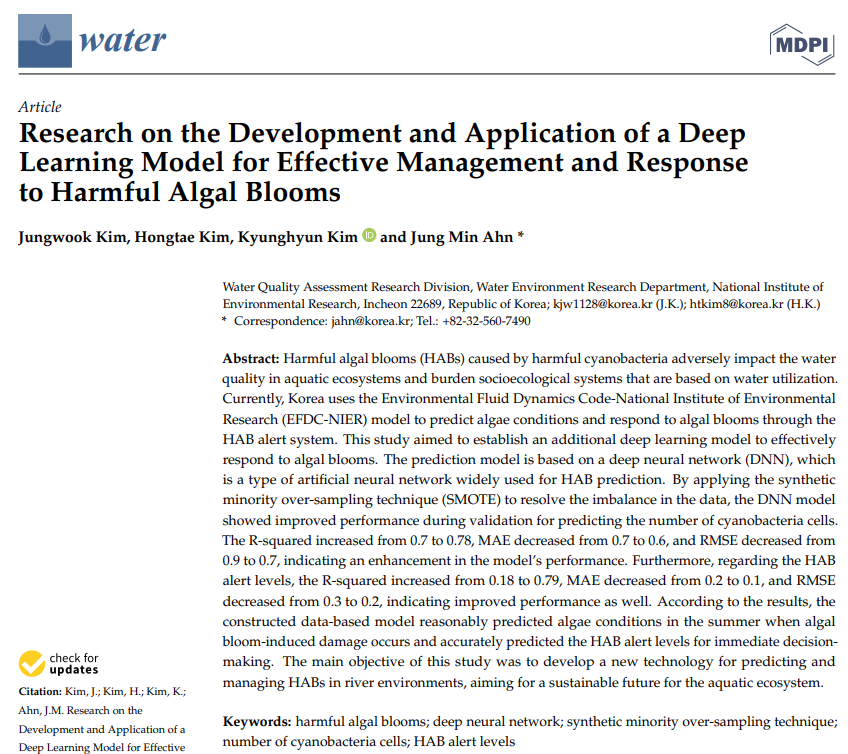 water
MDPI
Article
Research on the Development and Application of a Deep
Learning Model for Effective Management and Response
to Harmful Algal Blooms
Jungwook Kim, Hongtae Kim, Kyunghyun Kim iD and Jung Min Ahn *
Water Quality Assessment Research Division, Water Environment Research Department, National Institute of
Environmental Research, Incheon 22689, Republic of Korea; kjw1128@korea.kr (J.K.); htkim8@korea.kr (H.K.)
* Correspondence: jahn@korea.kr; Tel.: +82-32-560-7490
Abstract: Harmful algal blooms (HABs) caused by harmful cyanobacteria adversely impact the water
quality in aquatic ecosystems and burden socioecological systems that are based on water utilization.
Currently, Korea uses the Environmental Fluid Dynamics Code-National Institute of Environmental
Research (EFDC-NIER) model to predict algae conditions and respond to algal blooms through the
HAB alert system. This study aimed to establish an additional deep learning model to effectively
respond to algal blooms. The prediction model is based on a deep neural network (DNN), which
is a type of artificial neural network widely used for HAB prediction. By applying the synthetic
minority over-sampling technique (SMOTE) to resolve the imbalance in the data, the DNN model
showed improved performance during validation for predicting the number of cyanobacteria cells.
The R-squared increased from 0.7 to 0.78, MAE decreased from 0.7 to 0.6, and RMSE decreased from
0.9 to 0.7, indicating an enhancement in the model's performance. Furthermore, regarding the HAB
alert levels, the R-squared increased from 0.18 to 0.79, MAE decreased from 0.2 to 0.1, and RMSE
decreased from 0.3 to 0.2, indicating improved performance as well. According to the results, the
constructed data-based model reasonably predicted algae conditions in the summer when algal
bloom-induced damage occurs and accurately predicted the HAB alert levels for immediate decision-
making. The main objective of this study was to develop a new technology for predicting and
managing HABs in river environments, aiming for a sustainable future for the aquatic ecosystem.
Keywords: harmful algal blooms; deep neural network; synthetic minority over-sampling technique;
number of cyanobacteria cells; HAB alert levels
check for
updates
Citation: Kim, J.; Kim, H.; Kim, K.;
Ahn, J.M. Research on the
Development and Application of a
Deep Learning Model for Effective